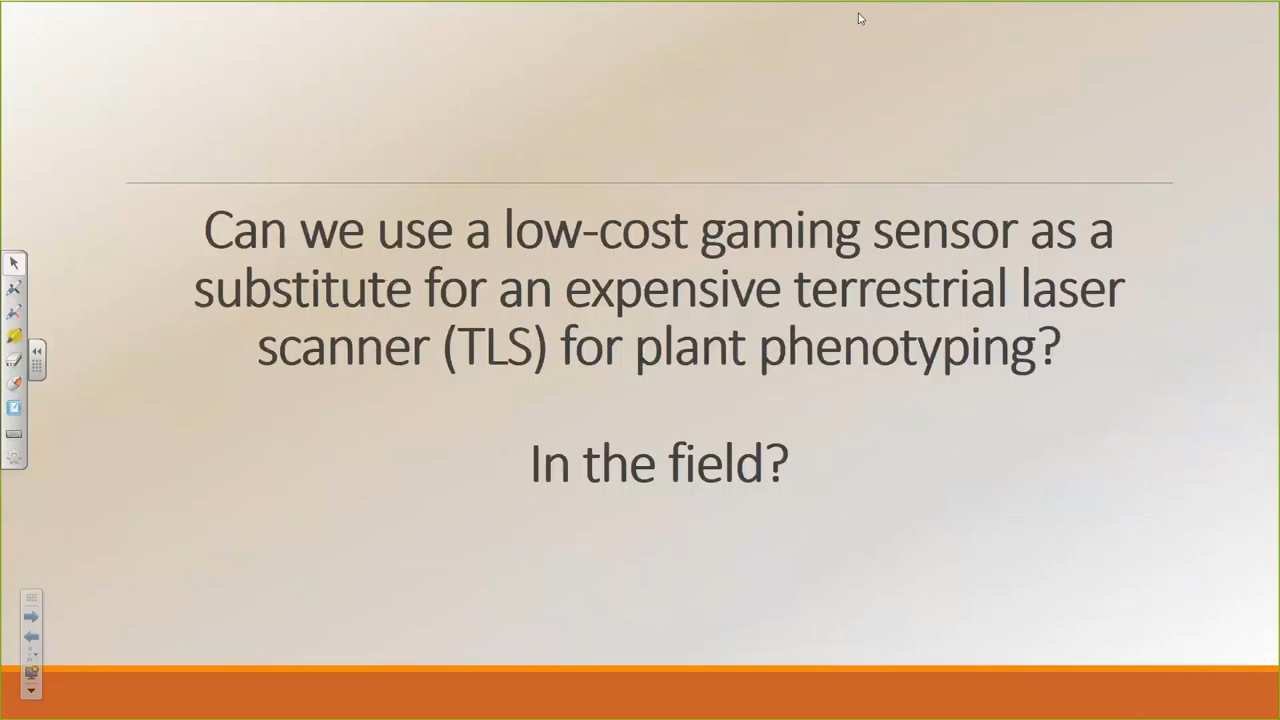 Can we use a low-cost gaming sensor as a
substitute for an expensive terrestrial laser
scanner (TLS) for plant phenotyping?
In the field?